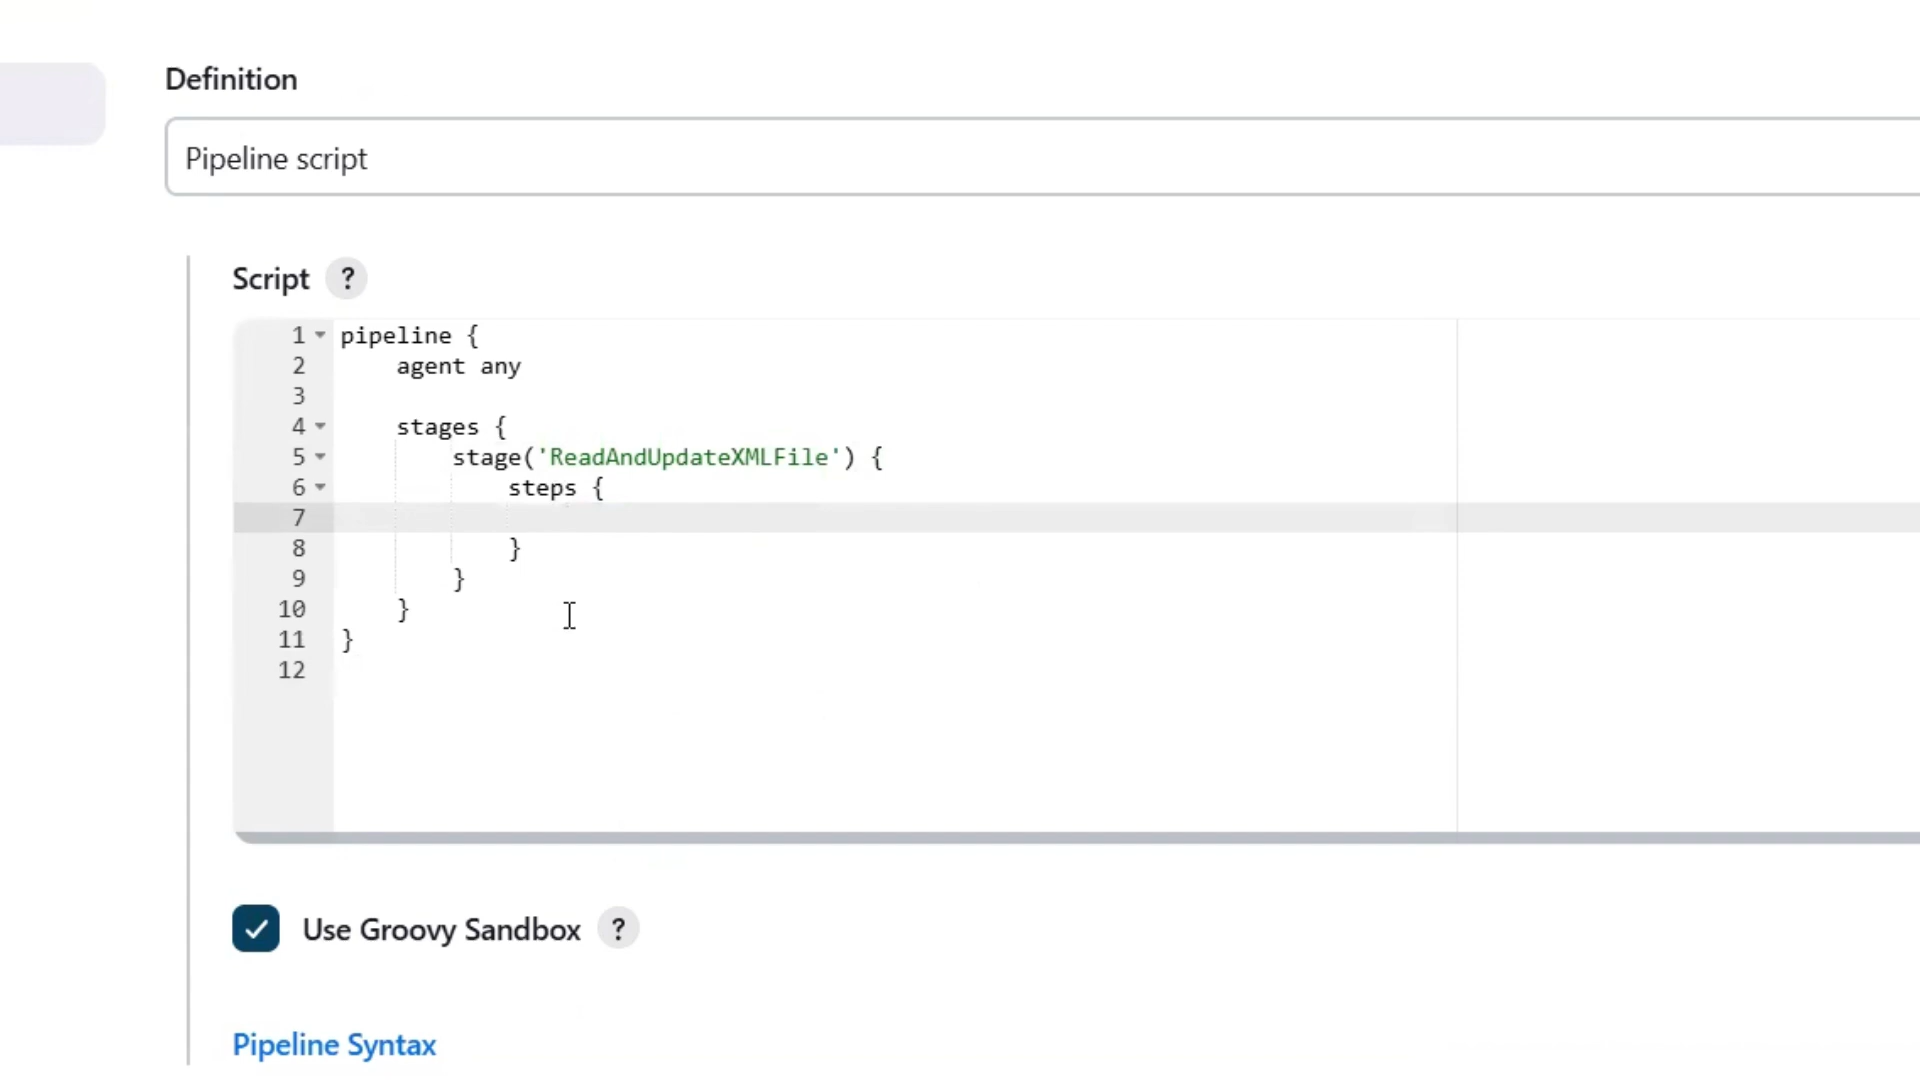 Definition
Pipeline script
Script ?
1 pipeline {
2     agent any
3
4     stages {
5         stage('ReadAndUpdateXMLFile') {
6             steps {
7
8             }
9         }
10     }
11 }
12
Use Groovy Sandbox ?
Pipeline Syntax